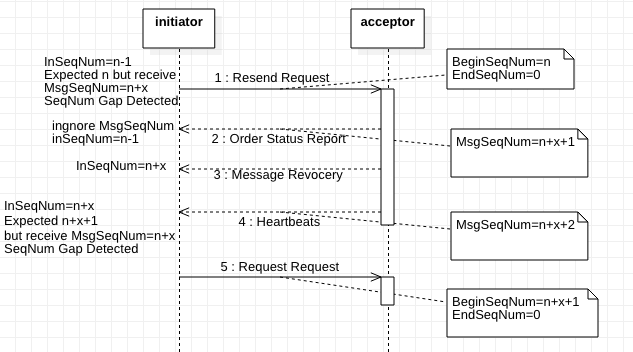 initiator
acceptor
InSeqNum=n-1
Expected n but receive
MsgSeqNum=n+x
SeqNum Gap Detected
1 : Resend Request
BeginSeqNum=n
EndSeqNum=0
ingnore MsgSeqNum
inSeqNum=n-1
2 : Order Status Report
MsgSeqNum=n+x+1
InSeqNum=n+x
3 : Message Revocery
InSeqNum=n+x
Expected n+x+1
but receive MsgSeqNum=n+x
SeqNum Gap Detected
4 : Heartbeats
MsgSeqNum=n+x+2
5 : Request Request
BeginSeqNum=n+x+1
EndSeqNum=0